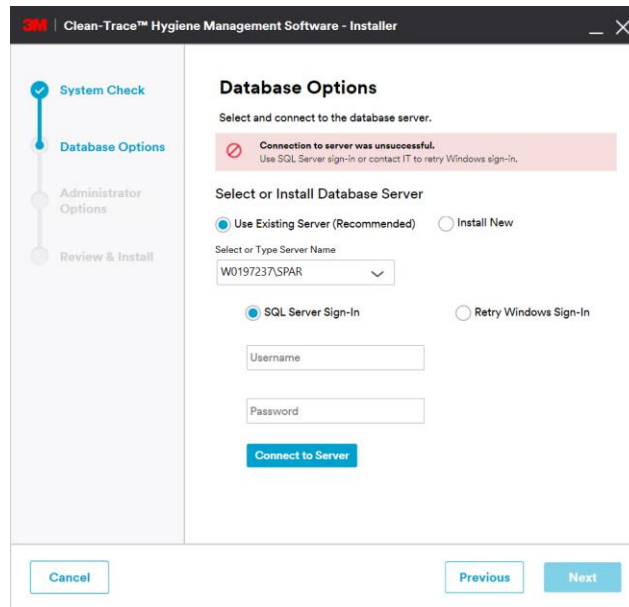 3M | Clean-Trace™ Hygiene Management Software - Installer
System Check
Database Options
Administrator
Options
Review & Install
Database Options
Select and connect to the database server.
Connection to server was unsuccessful.
Use SQL Server sign-in or contact IT to retry Windows sign-in.
Select or Install Database Server
Use Existing Server (Recommended) Install New
Select or Type Server Name
W0197237\SPAR
SQL Server Sign-In Retry Windows Sign-In
Username
Password
Connect to Server
Cancel Previous Next